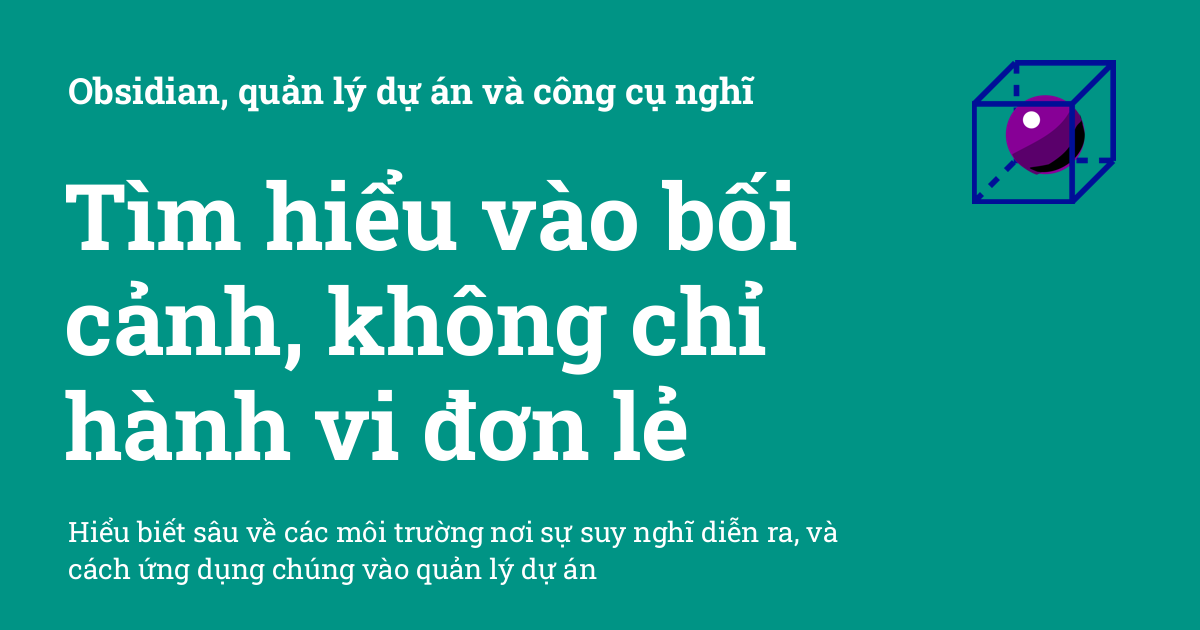 Obsidian, quản lý dự án và công cụ nghĩ
Tìm hiểu vào bối
cảnh, không chỉ
hành vi đơn lẻ
Hiểu biết sâu về các môi trường nơi sự suy nghĩ diễn ra, và
cách ứng dụng chúng vào quản lý dự án